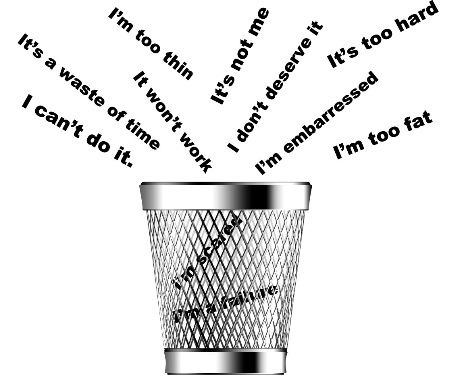 I'm too thin
It's not me
It's too hard
It's a waste of time
It won't work
I don't deserve it
I can't do it.
I'm embarressed
I'm too fat
I'm scared
I'm a failure